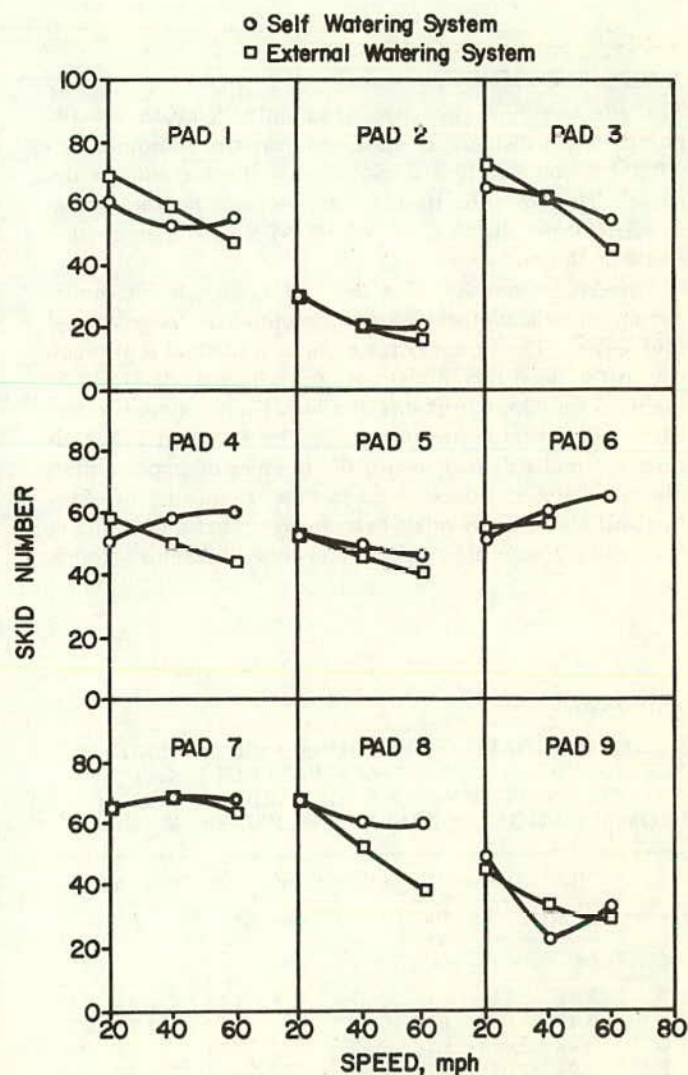 ○ Self Watering System
□ External Watering System
100
PAD 1 PAD 2 PAD 3
80
60
40
20
0
PAD 4 PAD 5 PAD 6
80
60
40
20
0
PAD 7 PAD 8 PAD 9
80
60
40
20
0
SKID NUMBER
20 40 60 20 40 60 20 40 60 80
SPEED, mph